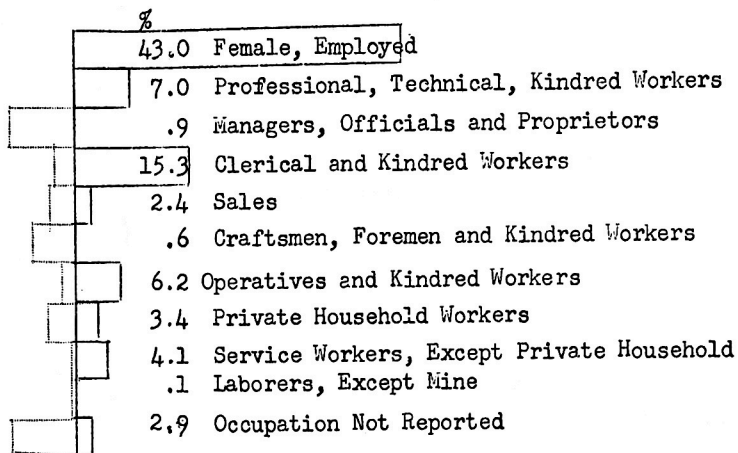 %
43.0 Female, Employed
7.0 Professional, Technical, Kindred Workers
.9 Managers, Officials and Proprietors
15.3 Clerical and Kindred Workers
2.4 Sales
.6 Craftsmen, Foremen and Kindred Workers
6.2 Operatives and Kindred Workers
3.4 Private Household Workers
4.1 Service Workers, Except Private Household
.1 Laborers, Except Mine
2.9 Occupation Not Reported